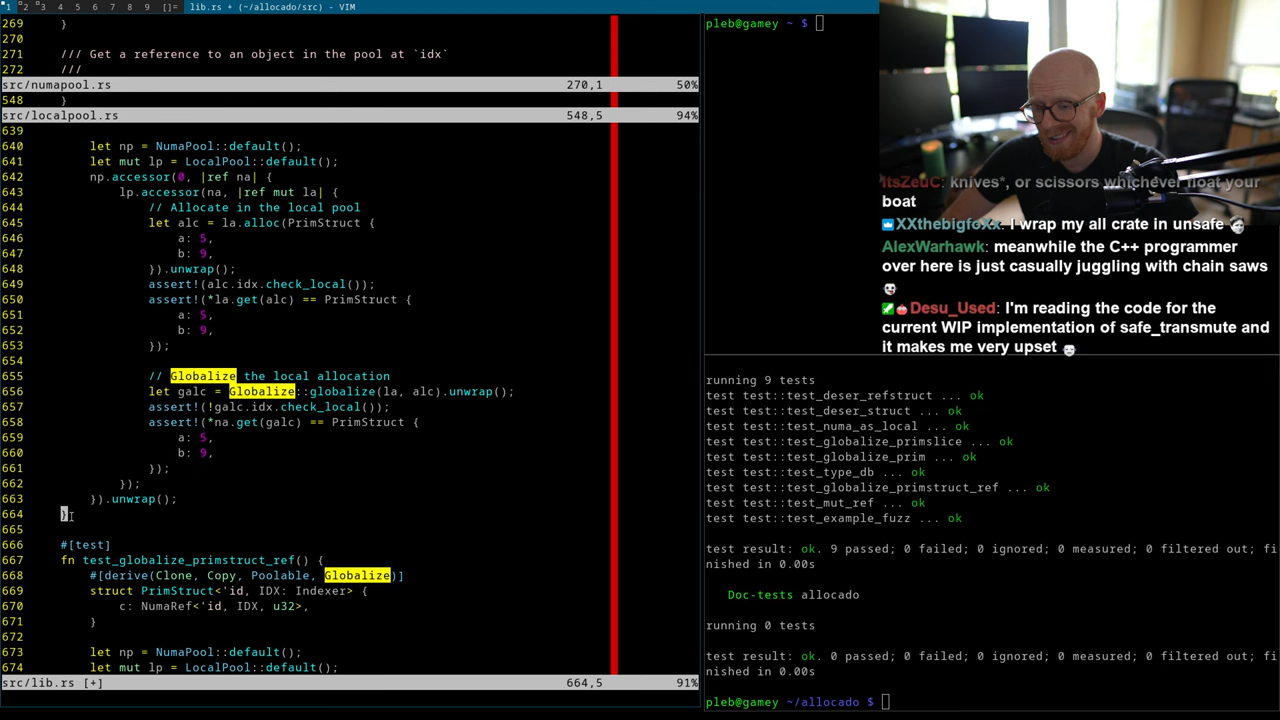 1 2 3 4 5 6 7 8 9 []= lib.rs + (~/allocado/src) - VIM
269 }
270
271 /// Get a reference to an object in the pool at `idx`
272 ///
src/numapool.rs 270,1 50%
548 }
src/localpool.rs 548,5 94%
639
640 let np = NumaPool::default();
641 let mut lp = LocalPool::default();
642 np.accessor(0, |ref na| {
643 lp.accessor(na, |ref mut la| {
644 // Allocate in the local pool
645 let alc = la.alloc(PrimStruct {
646 a: 5,
647 b: 9,
648 }).unwrap();
649 assert!(alc.idx.check_local());
650 assert!(*la.get(alc) == PrimStruct {
651 a: 5,
652 b: 9,
653 });
654
655 // Globalize the local allocation
656 let galc = Globalize::globalize(la, alc).unwrap();
657 assert!(!galc.idx.check_local());
658 assert!(*na.get(galc) == PrimStruct {
659 a: 5,
660 b: 9,
661 });
662 });
663 }).unwrap();
664 }
665
666 #[test]
667 fn test_globalize_primstruct_ref() {
668 #[derive(Clone, Copy, Poolable, Globalize)]
669 struct PrimStruct<'id, IDX: Indexer> {
670 c: NumaRef<'id, IDX, u32>,
671 }
672
673 let np = NumaPool::default();
674 let mut lp = LocalPool::default();
src/lib.rs [+] 664,5 91%
pleb@gamey ~ $
ItsZeuC: knives*, or scissors whichever float your
boat
XXthebigfoXx: I wrap my all crate in unsafe
AlexWarhawk: meanwhile the C++ programmer
over here is just casually juggling with chain saws
Desu_Used: I'm reading the code for the
current WIP implementation of safe_transmute and
it makes me very upset
running 9 tests
test test::test_deser_refstruct ... ok
test test::test_deser_struct ... ok
test test::test_numa_as_local ... ok
test test::test_globalize_primslice ... ok
test test::test_globalize_prim ... ok
test test::test_type_db ... ok
test test::test_globalize_primstruct_ref ... ok
test test::test_mut_ref ... ok
test test::test_example_fuzz ... ok
test result: ok. 9 passed; 0 failed; 0 ignored; 0 measured; 0 filtered out; fi
nished in 0.00s
Doc-tests allocado
running 0 tests
test result: ok. 0 passed; 0 failed; 0 ignored; 0 measured; 0 filtered out; fi
nished in 0.00s
pleb@gamey ~/allocado $